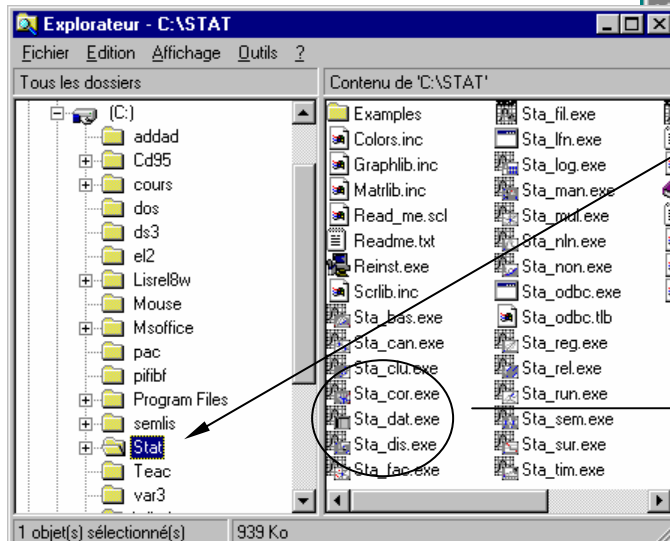 Explorateur - C:\STAT
Fichier Edition Affichage Outils ?
Tous les dossiers
Contenu de 'C:\STAT'
(C:)
addad
Cd95
cours
dos
ds3
el2
Lisrel8w
Mouse
Msoffice
pac
pifibf
Program Files
semlis
Stat
Teac
var3
Examples
Colors.inc
Graphlib.inc
Matrlib.inc
Read_me.scl
Readme.txt
Reinst.exe
Scrlib.inc
Sta_bas.exe
Sta_can.exe
Sta_clu.exe
Sta_cor.exe
Sta_dat.exe
Sta_dis.exe
Sta_fac.exe
Sta_fil.exe
Sta_lfn.exe
Sta_log.exe
Sta_man.exe
Sta_mul.exe
Sta_nln.exe
Sta_non.exe
Sta_odbc.exe
Sta_odbc.tlb
Sta_reg.exe
Sta_rel.exe
Sta_run.exe
Sta_sem.exe
Sta_sur.exe
Sta_tim.exe
1 objet(s) sélectionné(s)
939 Ko